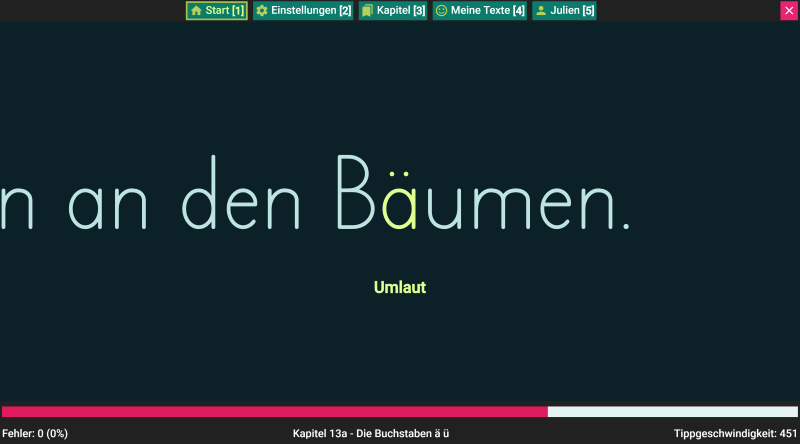 Start [1] Einstellungen [2] Kapitel [3] Meine Texte [4] Julien [5]
n an den Bäumen.
Umlaut
Fehler: 0 (0%) Kapitel 13a - Die Buchstaben ä ü Tippgeschwindigkeit: 451